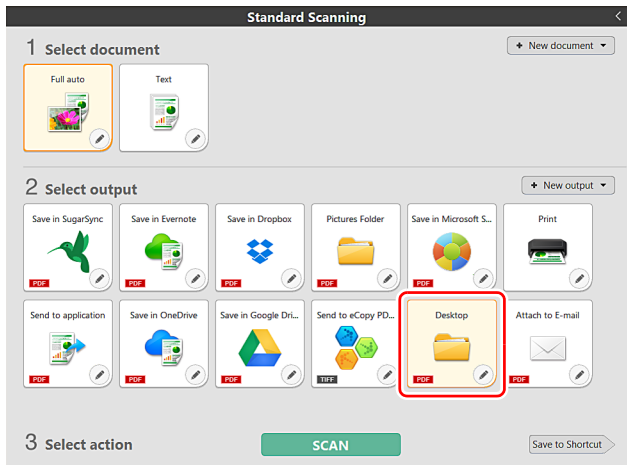 Standard Scanning
1 Select document
+ New document
Full auto
Text
2 Select output
+ New output
Save in SugarSync
PDF
Save in Evernote
PDF
Save in Dropbox
PDF
Pictures Folder
PDF
Save in Microsoft S...
PDF
Print
Send to application
PDF
Save in OneDrive
PDF
Save in Google Dri...
PDF
Send to eCopy PD...
TIFF
Desktop
PDF
Attach to E-mail
PDF
3 Select action
SCAN
Save to Shortcut